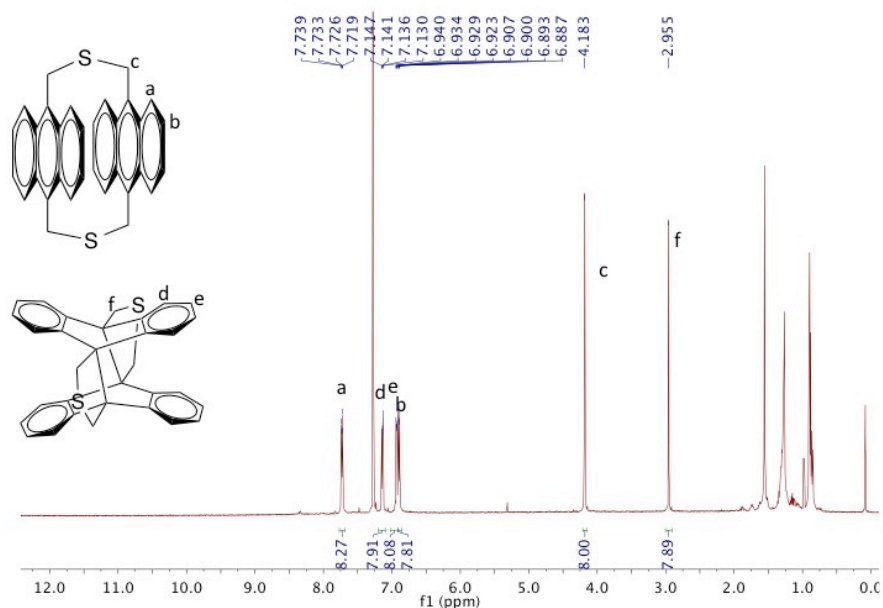 7.739
7.733
7.726
7.719
7.147
7.141
7.136
7.130
6.940
6.934
6.929
6.923
6.907
6.900
6.893
6.887
4.183
2.955
S
c
a
b
S
f
S
d
e
S
a
d
e
b
c
f
8.27
7.91
8.08
7.81
8.00
7.89
12.0 11.0 10.0 9.0 8.0 7.0 6.0 5.0 4.0 3.0 2.0 1.0 0.0
f1 (ppm)